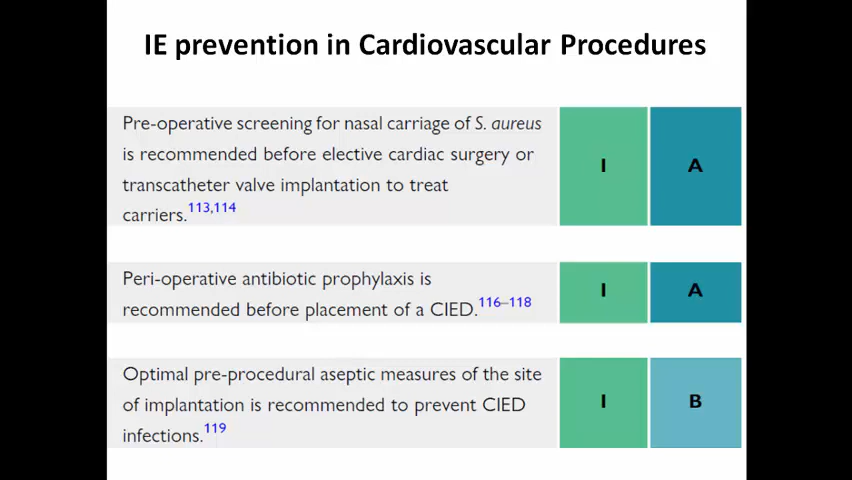 IE prevention in Cardiovascular Procedures
Pre-operative screening for nasal carriage of S. aureus
is recommended before elective cardiac surgery or
transcatheter valve implantation to treat
carriers.113,114
I
A
Peri-operative antibiotic prophylaxis is
recommended before placement of a CIED.116–118
I
A
Optimal pre-procedural aseptic measures of the site
of implantation is recommended to prevent CIED
infections.119
I
B